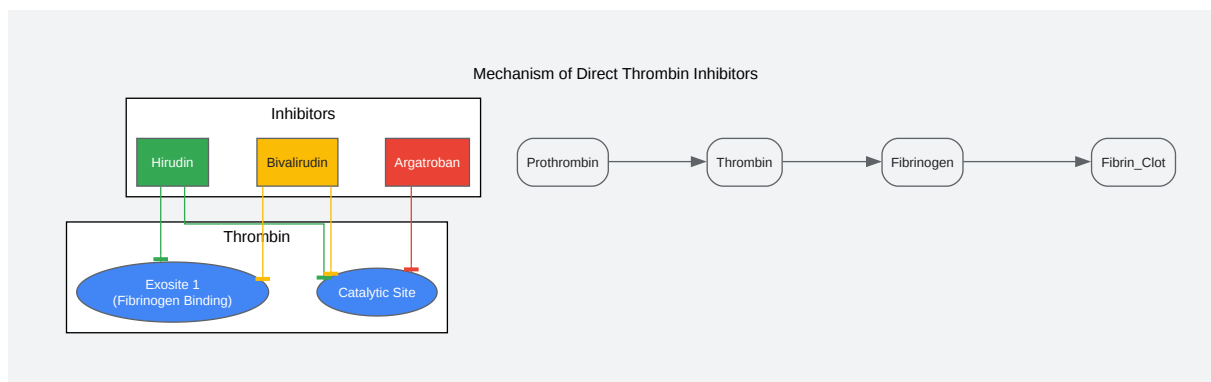 Mechanism of Direct Thrombin Inhibitors
Inhibitors
Hirudin
Bivalirudin
Argatroban
Prothrombin
Thrombin
Fibrinogen
Fibrin_Clot
Thrombin
Exosite 1
(Fibrinogen Binding)
Catalytic Site